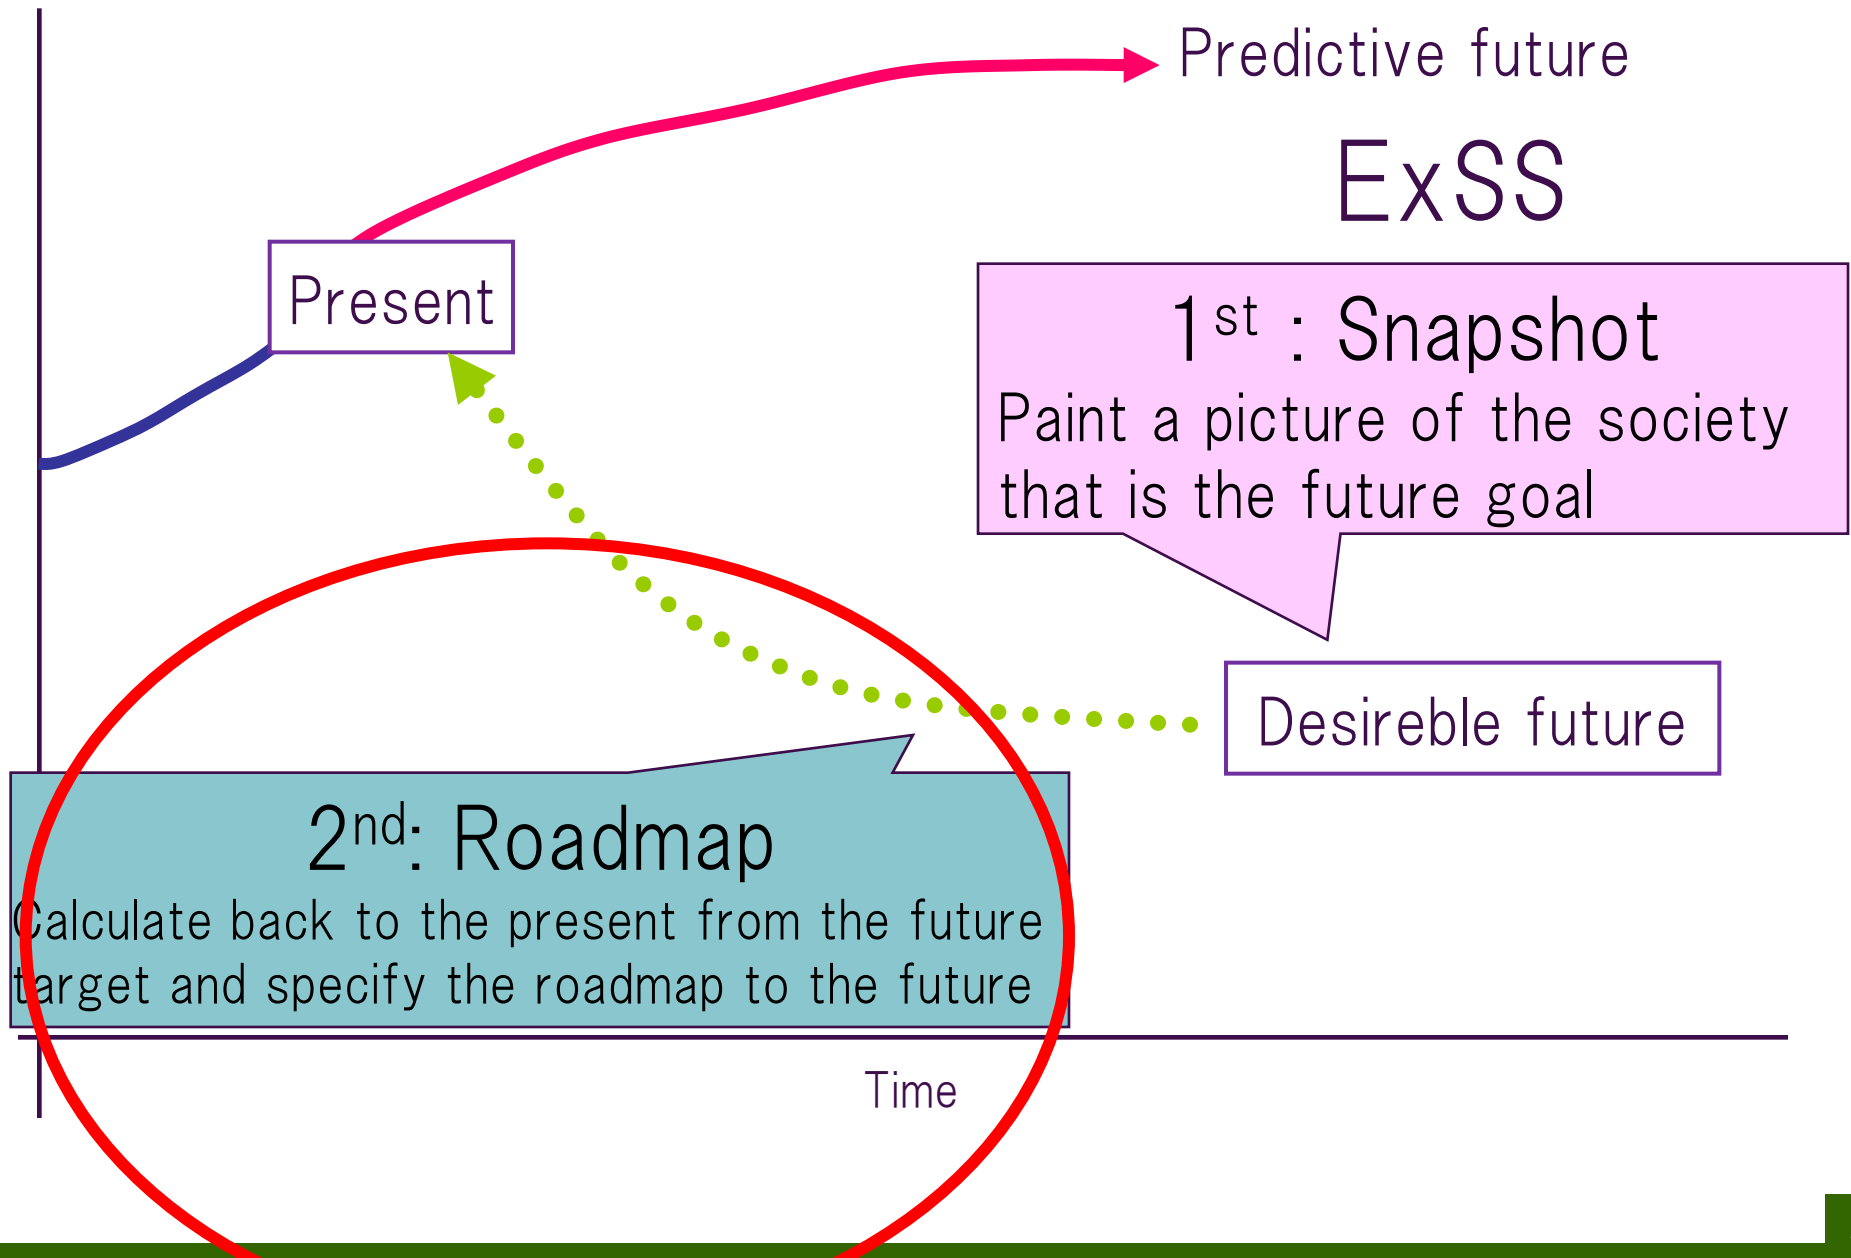 Predictive future
ExSS
Present
1st : Snapshot
Paint a picture of the society
that is the future goal
Desireble future
2nd: Roadmap
Calculate back to the present from the future
target and specify the roadmap to the future
Time